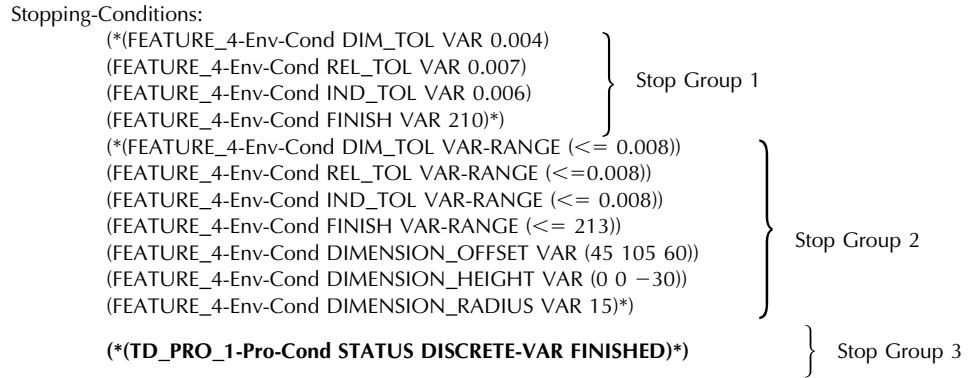 Stopping-Conditions:
(*(FEATURE_4-Env-Cond DIM_TOL VAR 0.004)
(FEATURE_4-Env-Cond REL_TOL VAR 0.007)
(FEATURE_4-Env-Cond IND_TOL VAR 0.006)
(FEATURE_4-Env-Cond FINISH VAR 210)*)
Stop Group 1
(*(FEATURE_4-Env-Cond DIM_TOL VAR-RANGE (<= 0.008))
(FEATURE_4-Env-Cond REL_TOL VAR-RANGE (<=0.008))
(FEATURE_4-Env-Cond IND_TOL VAR-RANGE (<= 0.008))
(FEATURE_4-Env-Cond FINISH VAR-RANGE (<= 213))
(FEATURE_4-Env-Cond DIMENSION_OFFSET VAR (45 105 60))
(FEATURE_4-Env-Cond DIMENSION_HEIGHT VAR (0 0 −30))
(FEATURE_4-Env-Cond DIMENSION_RADIUS VAR 15)*)
Stop Group 2
(*(TD_PRO_1-Pro-Cond STATUS DISCRETE-VAR FINISHED)*)
Stop Group 3